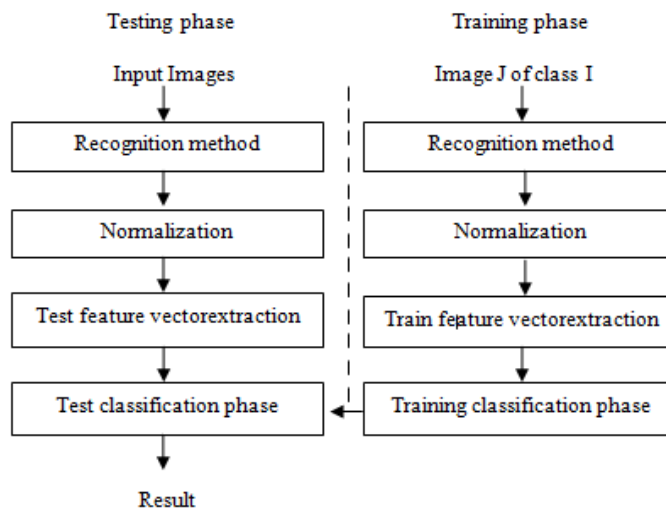 Testing phase
Training phase
Input Images
Image J of class I
Recognition method
Recognition method
Normalization
Normalization
Test feature vectorextraction
Train feature vectorextraction
Test classification phase
Training classification phase
Result